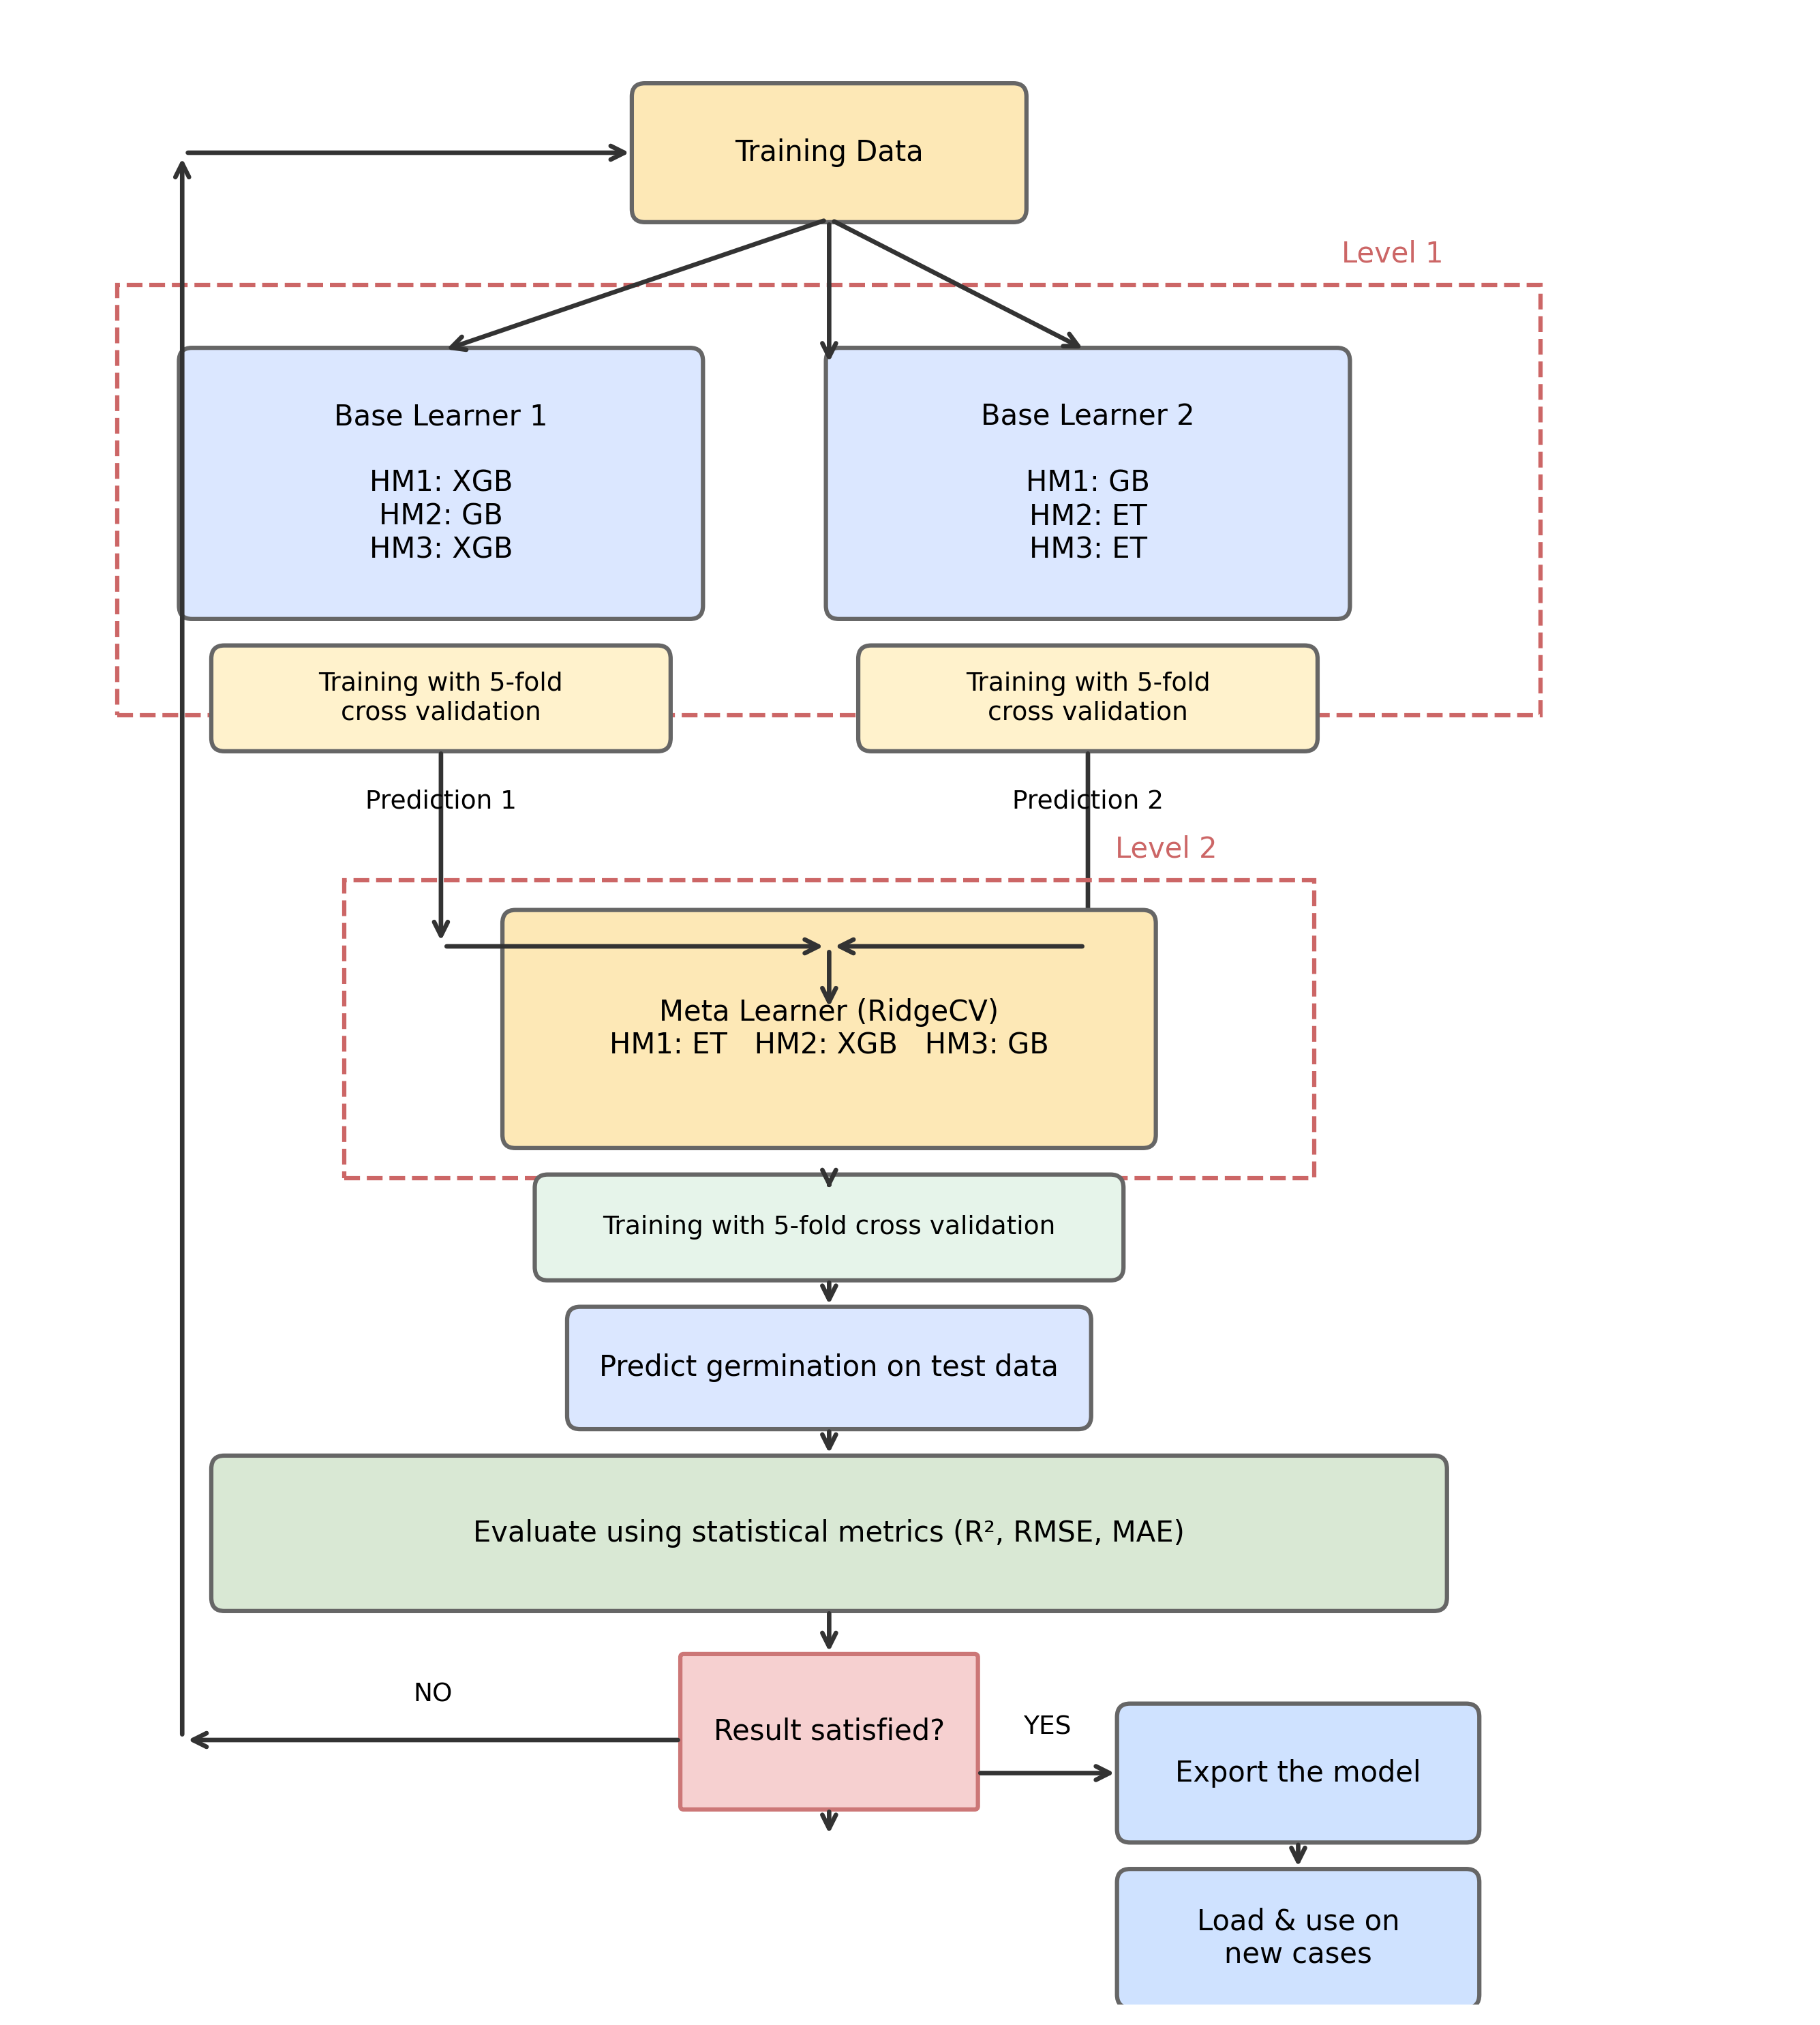 Training Data
Level 1
Base Learner 1
HM1: XGB
HM2: GB
HM3: XGB
Base Learner 2
HM1: GB
HM2: ET
HM3: ET
Training with 5-fold
cross validation
Training with 5-fold
cross validation
Prediction 1
Prediction 2
Level 2
Meta Learner (RidgeCV)
HM1: ET   HM2: XGB   HM3: GB
Training with 5-fold cross validation
Predict germination on test data
Evaluate using statistical metrics (R², RMSE, MAE)
NO
Result satisfied?
YES
Export the model
Load & use on
new cases